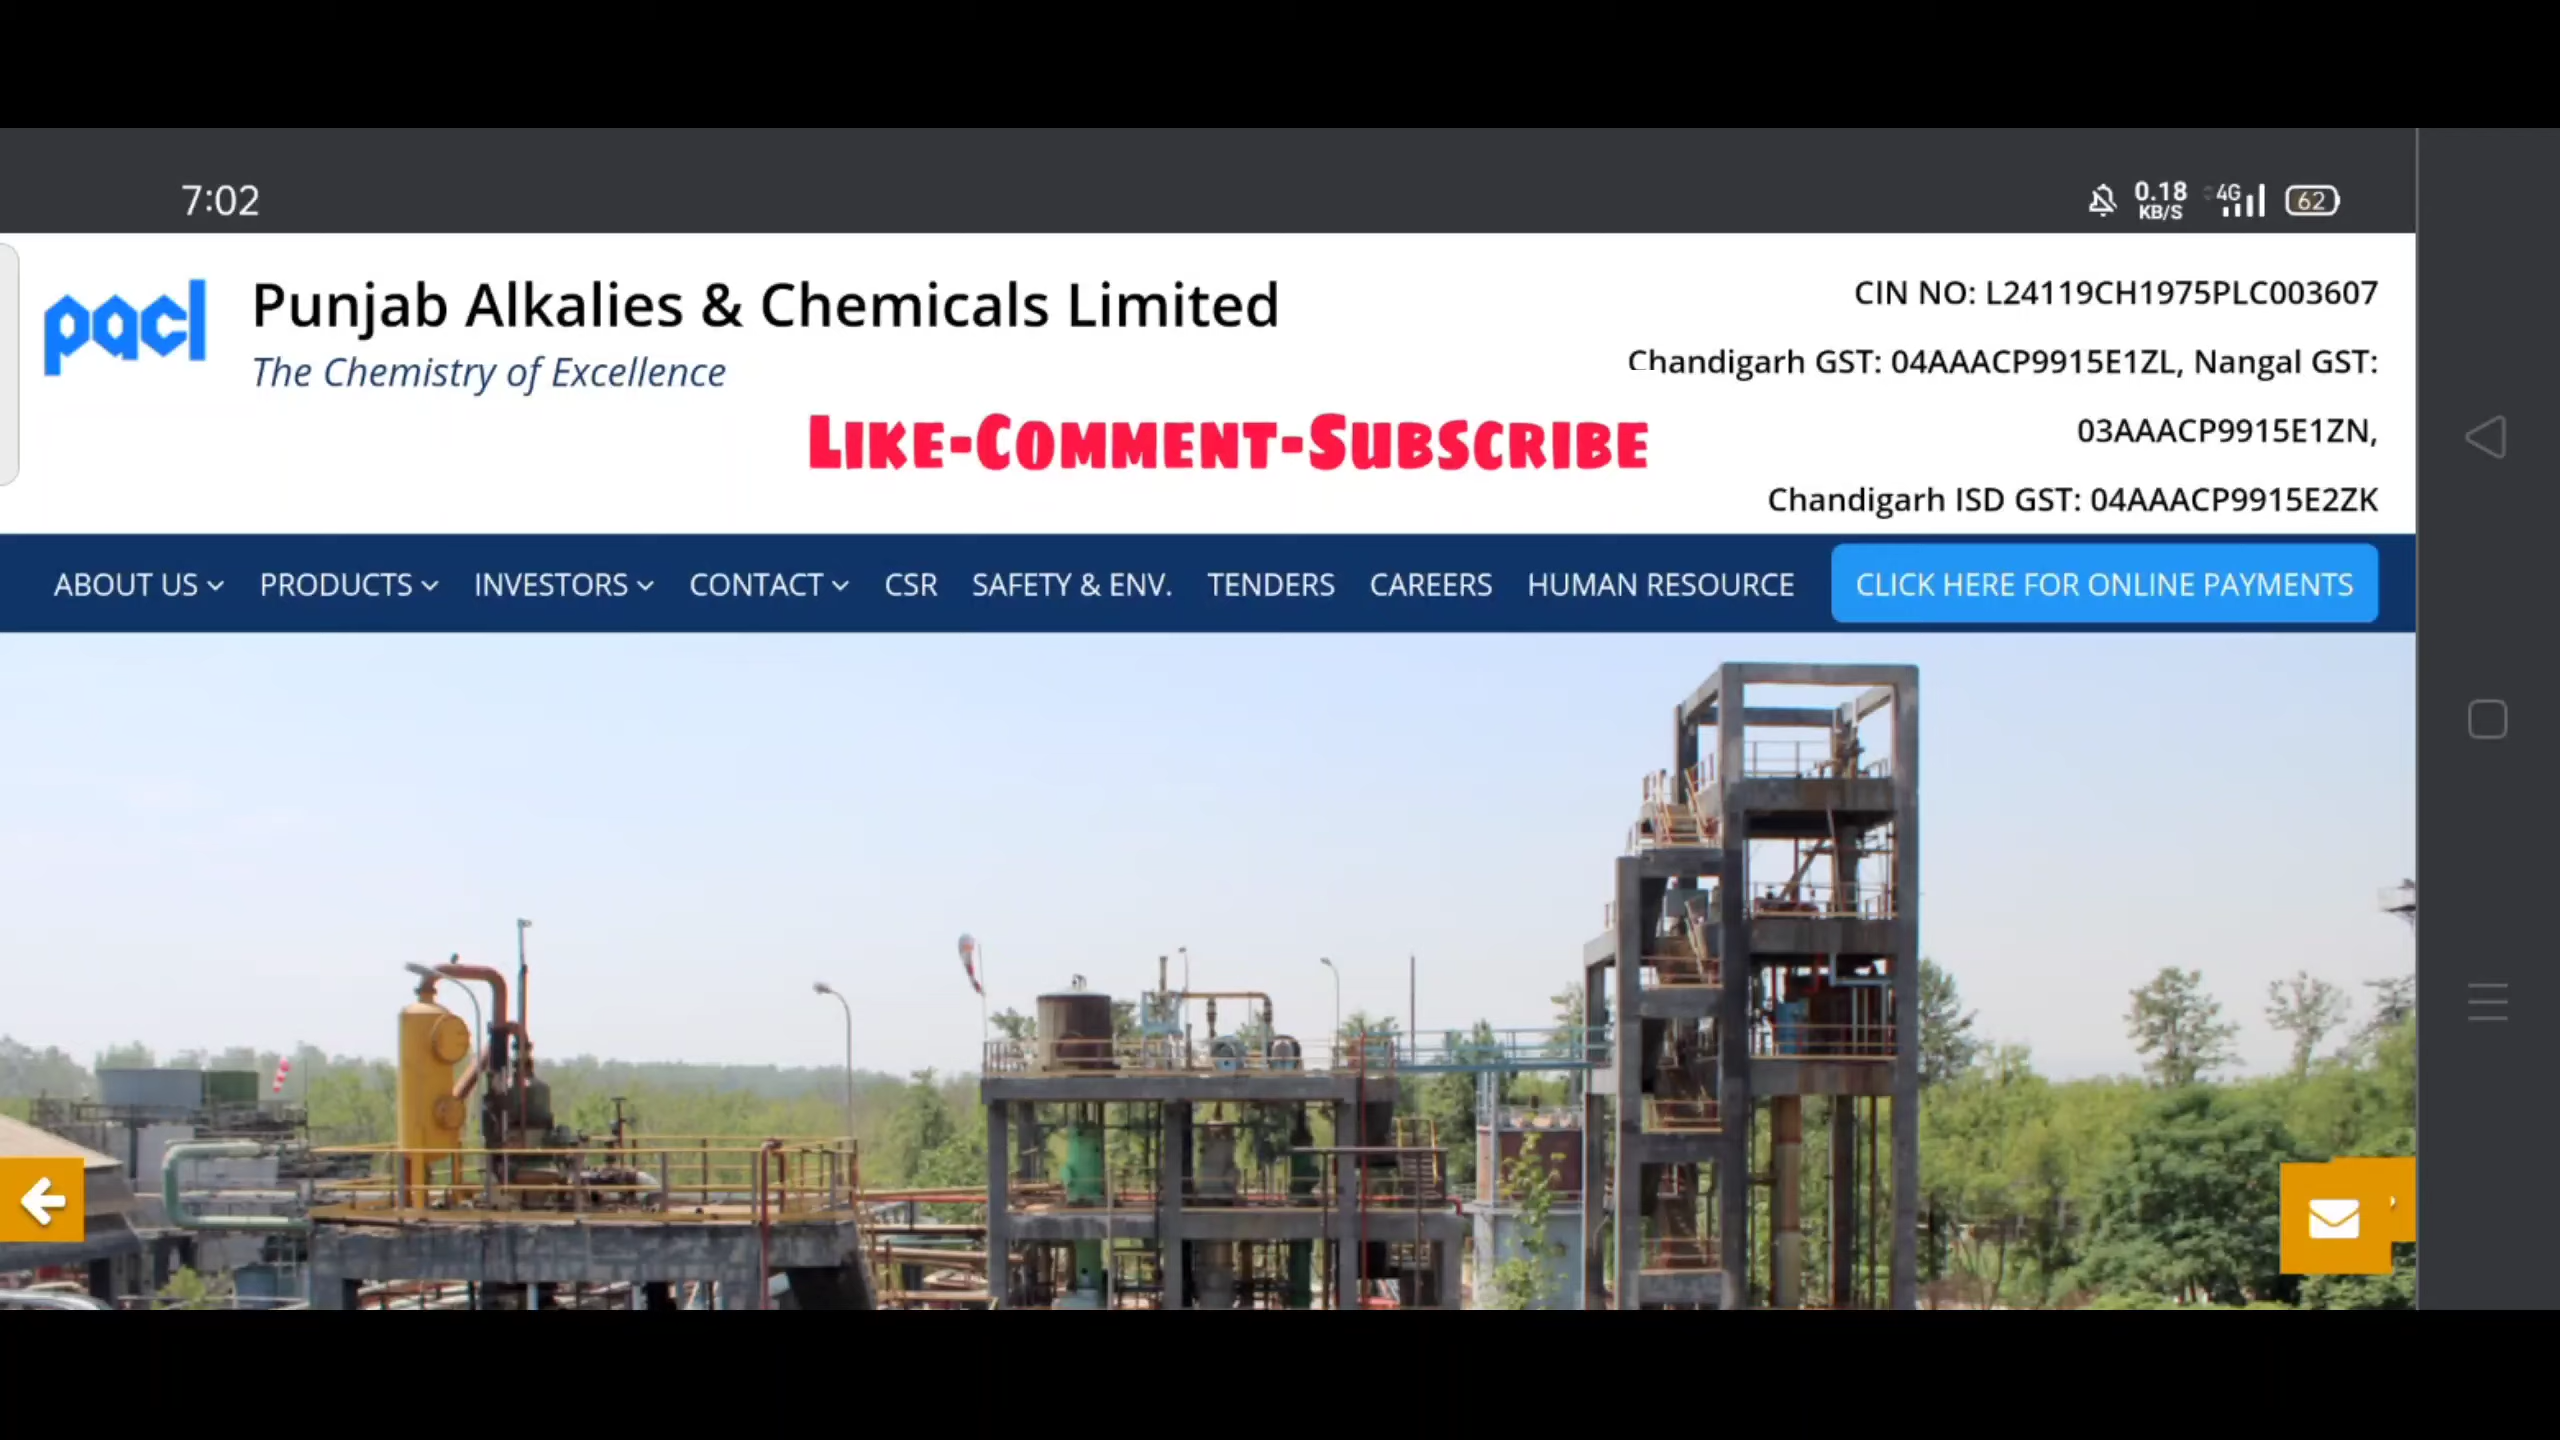 7:02
0.18
KB/S
4G
62
pacl
Punjab Alkalies & Chemicals Limited
The Chemistry of Excellence
CIN NO: L24119CH1975PLC003607
Chandigarh GST: 04AAACP9915E1ZL, Nangal GST:
03AAACP9915E1ZN,
Chandigarh ISD GST: 04AAACP9915E2ZK
LIKE-COMMENT-SUBSCRIBE
ABOUT US PRODUCTS INVESTORS CONTACT CSR SAFETY & ENV. TENDERS CAREERS HUMAN RESOURCE CLICK HERE FOR ONLINE PAYMENTS